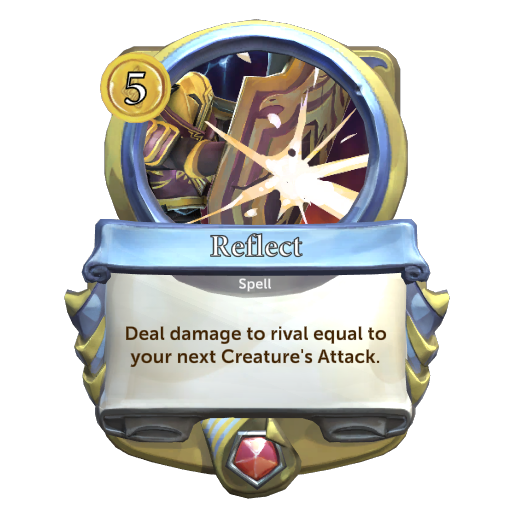 5
Reflect
Spell
Deal damage to rival equal to
your next Creature's Attack.